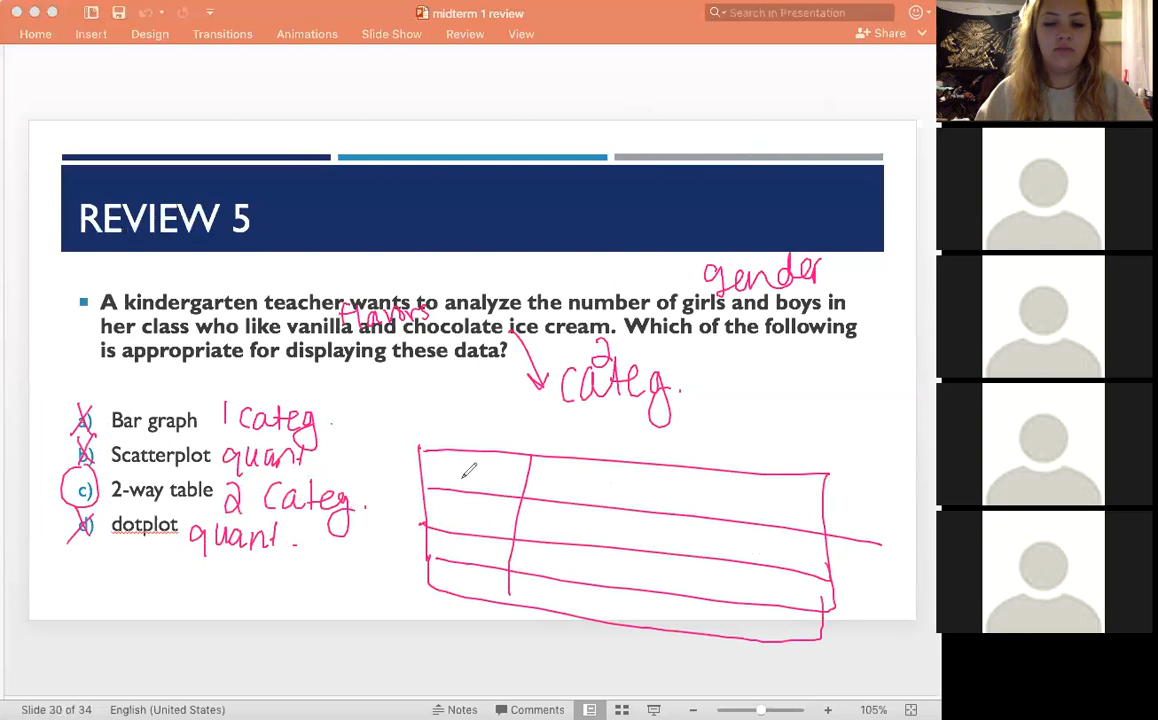 midterm 1 review
Search in Presentation
Home Insert Design Transitions Animations Slide Show Review View Share
REVIEW 5
gender
A kindergarten teacher wants to analyze the number of girls and boys in
flavors
her class who like vanilla and chocolate ice cream. Which of the following
is appropriate for displaying these data?
2
categ.
a) Bar graph 1 categ.
b) Scatterplot quant
c) 2-way table 2 categ.
d) dotplot quant.
Slide 30 of 34 English (United States) Notes Comments 105%